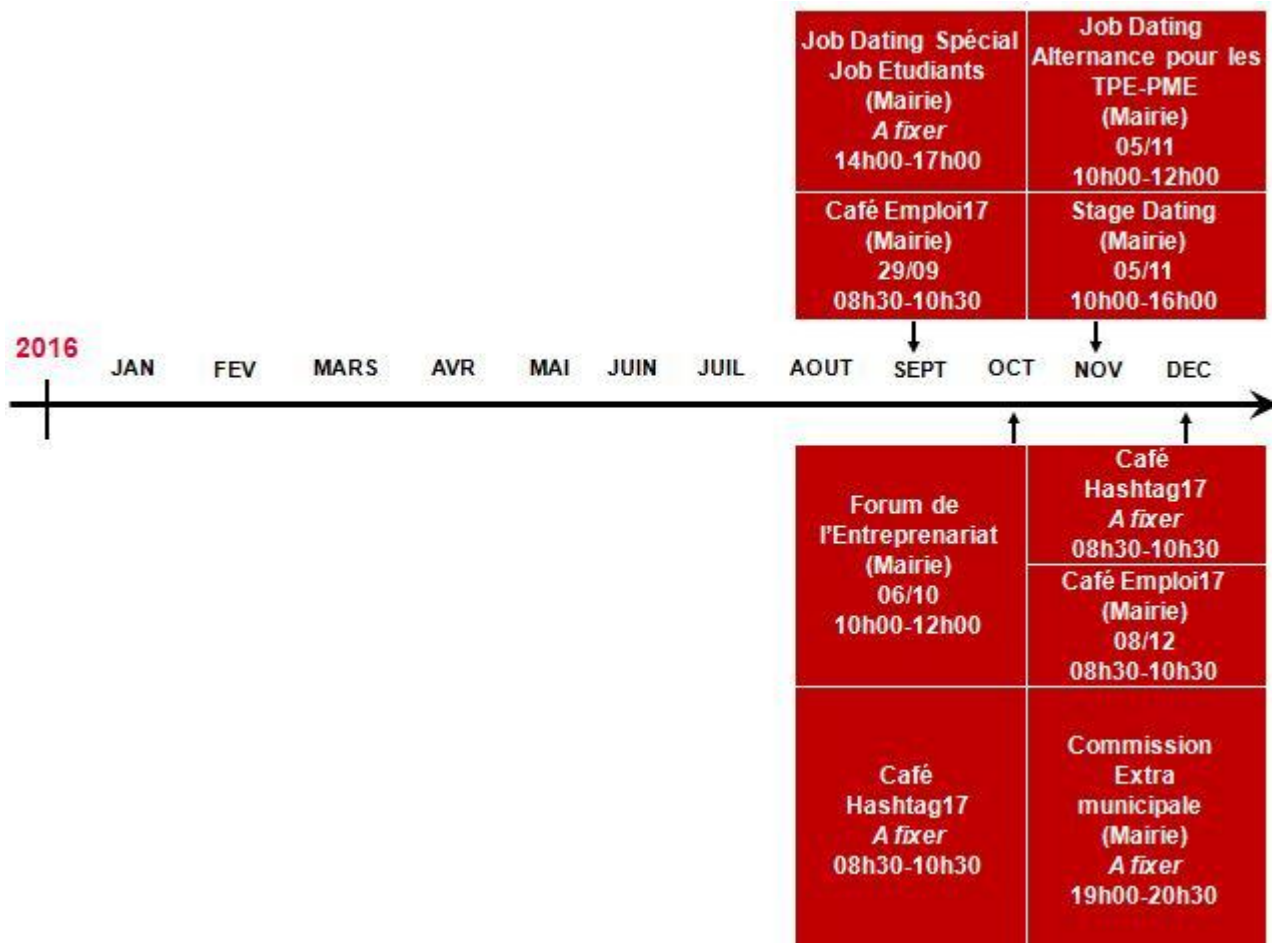 Job Dating Spécial
Job Etudiants
(Mairie)
A fixer
14h00-17h00
Job Dating
Alternance pour les
TPE-PME
(Mairie)
05/11
10h00-12h00
Café Emploi17
(Mairie)
29/09
08h30-10h30
Stage Dating
(Mairie)
05/11
10h00-16h00
2016
JAN FEV MARS AVR MAI JUIN JUIL AOUT SEPT OCT NOV DEC
Forum de
l'Entreprenariat
(Mairie)
06/10
10h00-12h00
Café
Hashtag17
A fixer
08h30-10h30
Café Emploi17
(Mairie)
08/12
08h30-10h30
Café
Hashtag17
A fixer
08h30-10h30
Commission
Extra
municipale
(Mairie)
A fixer
19h00-20h30